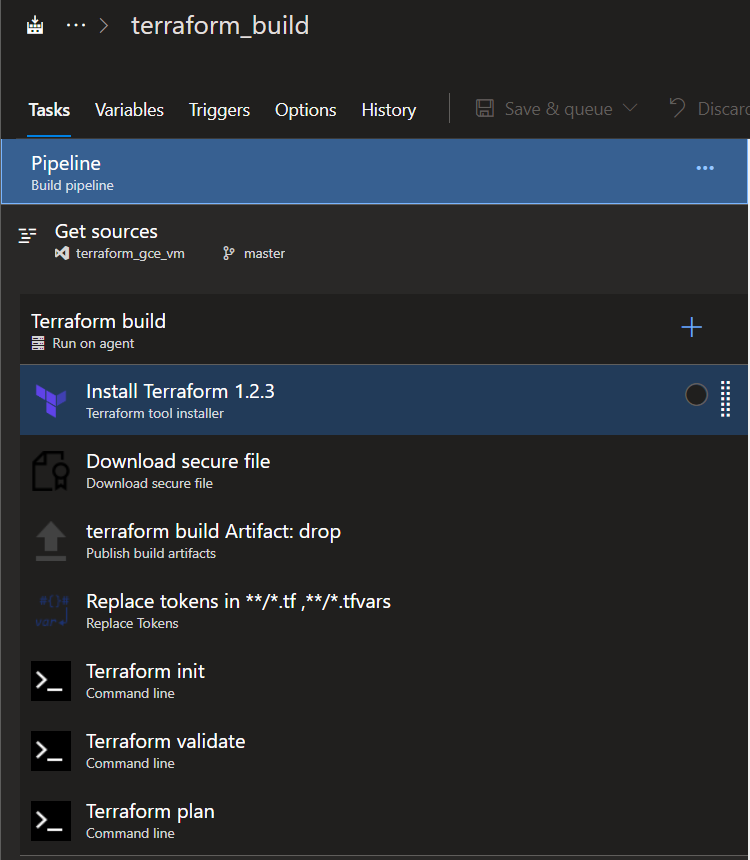 ··· > terraform_build
Tasks Variables Triggers Options History Save & queue Discard
Pipeline
···
Build pipeline
Get sources
terraform_gce_vm master
Terraform build
+
Run on agent
Install Terraform 1.2.3
Terraform tool installer
Download secure file
Download secure file
terraform build Artifact: drop
Publish build artifacts
#{}#
var
Replace tokens in **/*.tf ,**/*.tfvars
Replace Tokens
>_
Terraform init
Command line
>_
Terraform validate
Command line
>_
Terraform plan
Command line